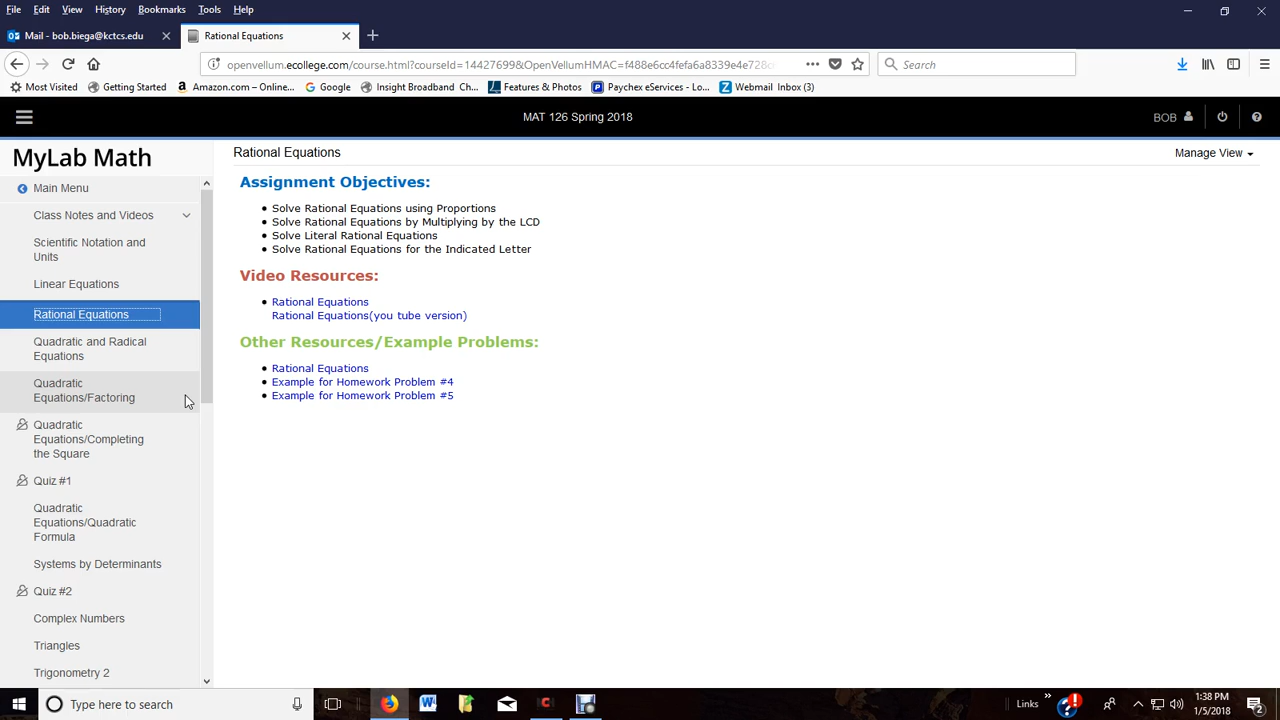 File Edit View History Bookmarks Tools Help
Mail - bob.biega@kctcs.edu Rational Equations
openvellum.ecollege.com/course.html?courseId=14427699&OpenVellumHMAC=f488e6cc4fefa6a8339e4e728c Search
Most Visited Getting Started Amazon.com – Online... Google Insight Broadband Ch... Features & Photos Paychex eServices - Lo... Webmail Inbox (3)
MAT 126 Spring 2018 BOB
MyLab Math
Main Menu
Class Notes and Videos
Scientific Notation and
Units
Linear Equations
Rational Equations
Quadratic and Radical
Equations
Quadratic
Equations/Factoring
Quadratic
Equations/Completing
the Square
Quiz #1
Quadratic
Equations/Quadratic
Formula
Systems by Determinants
Quiz #2
Complex Numbers
Triangles
Trigonometry 2
Rational Equations Manage View
Assignment Objectives:
Solve Rational Equations using Proportions
Solve Rational Equations by Multiplying by the LCD
Solve Literal Rational Equations
Solve Rational Equations for the Indicated Letter
Video Resources:
Rational Equations
Rational Equations(you tube version)
Other Resources/Example Problems:
Rational Equations
Example for Homework Problem #4
Example for Homework Problem #5
Type here to search Links 1:38 PM
1/5/2018 2